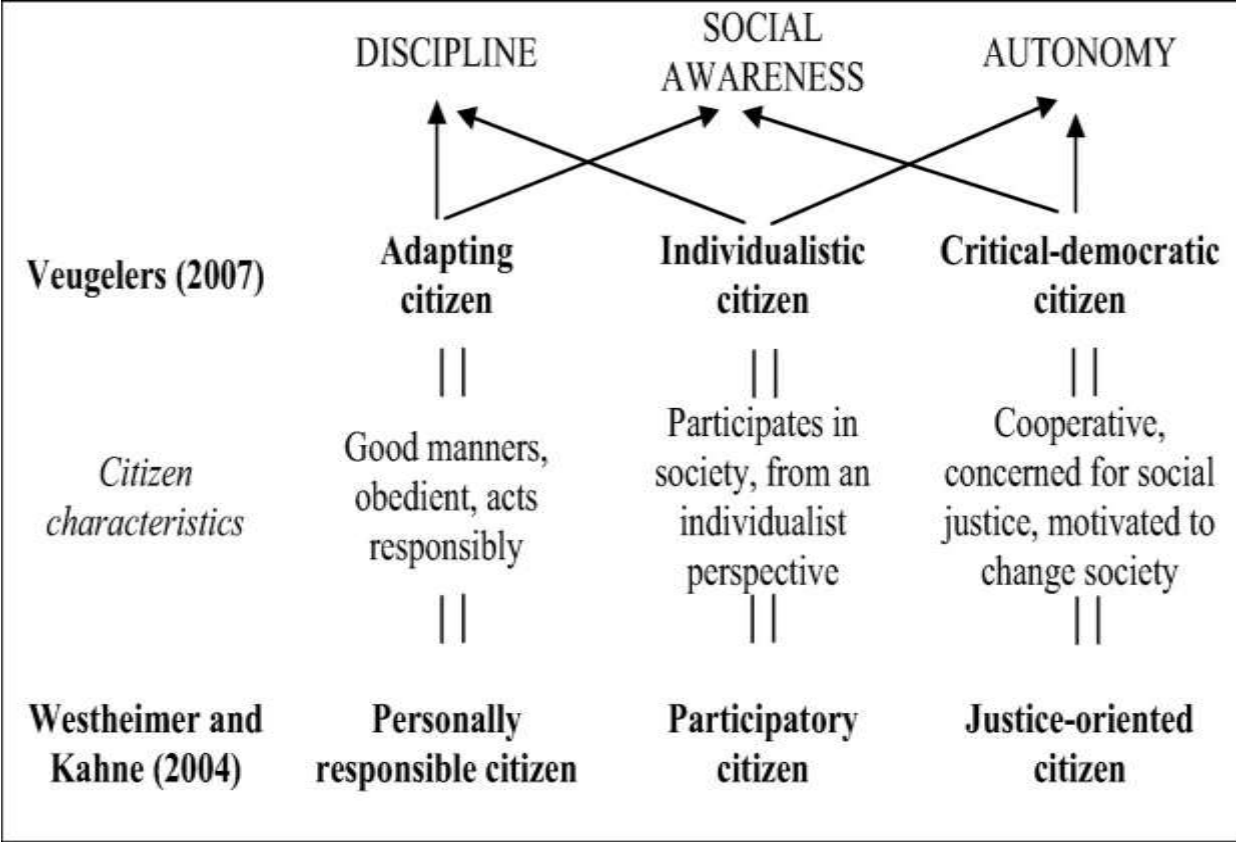 DISCIPLINE
SOCIAL
AWARENESS
AUTONOMY
Veugelers (2007)
Adapting
citizen
Individualistic
citizen
Critical-democratic
citizen
Citizen
characteristics
Good manners,
obedient, acts
responsibly
Participates in
society, from an
individualist
perspective
Cooperative,
concerned for social
justice, motivated to
change society
Westheimer and
Kahne (2004)
Personally
responsible citizen
Participatory
citizen
Justice-oriented
citizen